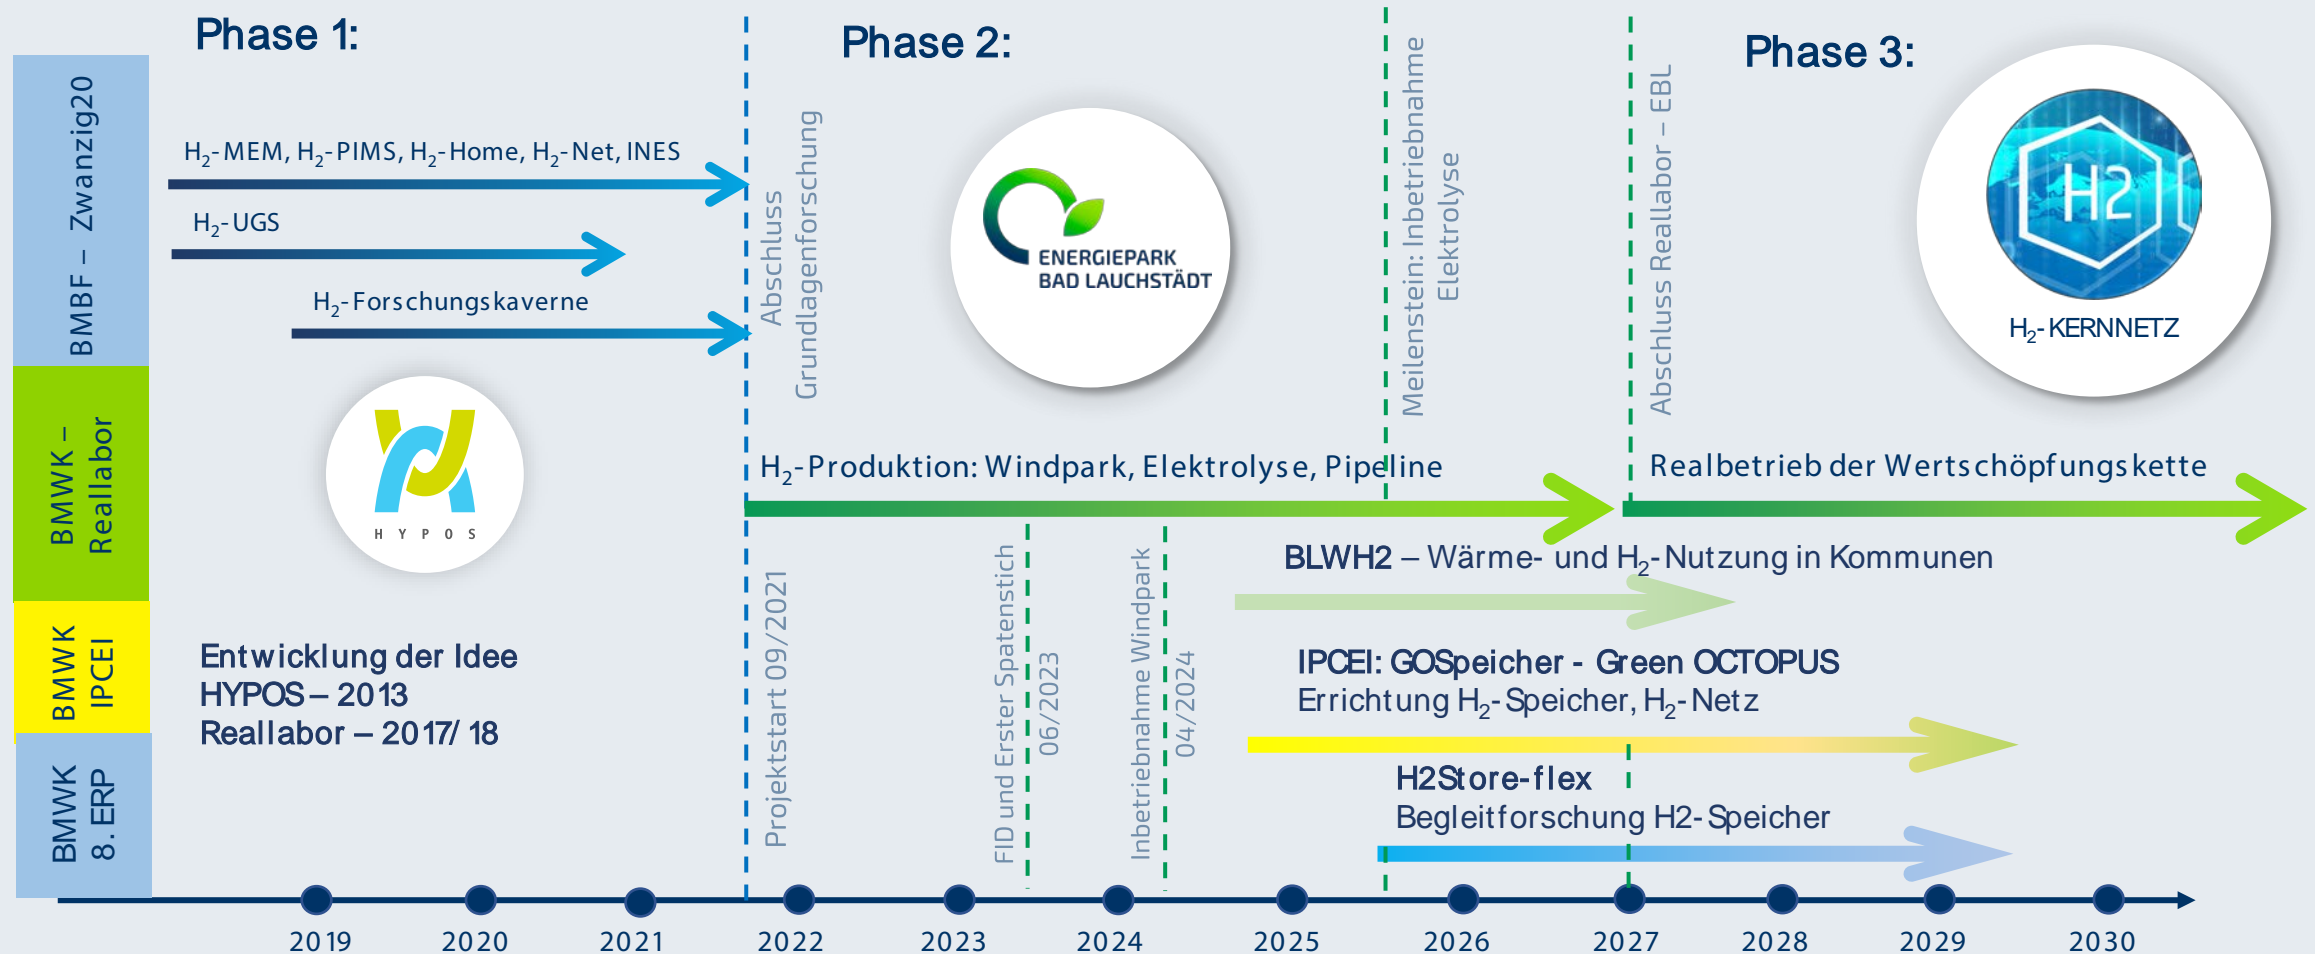 Phase 1:
Phase 2:
Phase 3:
BMBF – Zwanzig20
H₂-MEM, H₂-PIMS, H₂-Home, H₂-Net, INES
H₂-UGS
H₂-Forschungskaverne
Abschluss
Grundlagenforschung
ENERGIEPARK
BAD LAUCHSTÄDT
Meilenstein: Inbetriebnahme
Elektrolyse
Abschluss Reallabor – EBL
H2
H₂-KERNNETZ
BMWK –
Reallabor
HYPOS
H₂-Produktion: Windpark, Elektrolyse, Pipeline
Realbetrieb der Wertschöpfungskette
BLWH2 – Wärme- und H₂-Nutzung in Kommunen
BMWK
IPCEI
Entwicklung der Idee
HYPOS – 2013
Reallabor – 2017/18
Projektstart 09/2021
FID und Erster Spatenstich
06/2023
Inbetriebnahme Windpark
04/2024
IPCEI: GOSpeicher - Green OCTOPUS
Errichtung H₂-Speicher, H₂-Netz
BMWK
8. ERP
H2Store-flex
Begleitforschung H2-Speicher
2019
2020
2021
2022
2023
2024
2025
2026
2027
2028
2029
2030